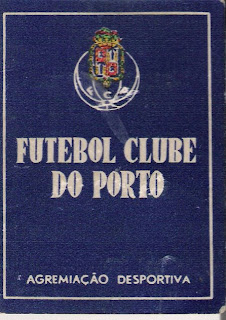 FUTEBOL CLUBE
DO PORTO
AGREMIAÇÃO DESPORTIVA